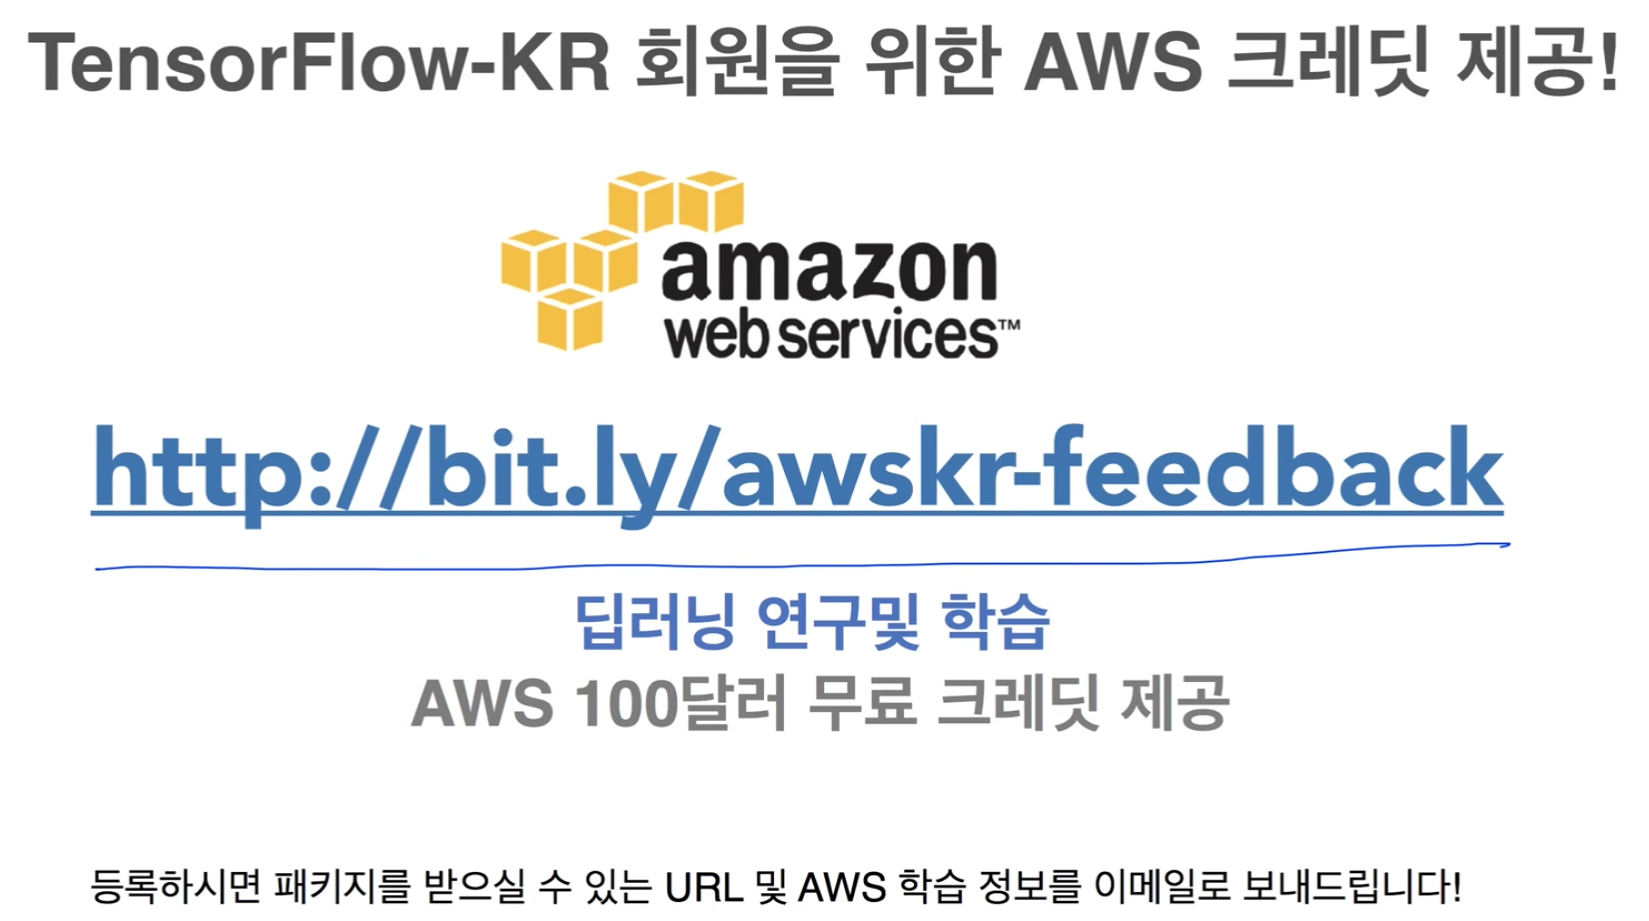 TensorFlow-KR 회원을 위한 AWS 크레딧 제공!
amazon
web services™
http://bit.ly/awskr-feedback
딥러닝 연구및 학습
AWS 100달러 무료 크레딧 제공
등록하시면 패키지를 받으실 수 있는 URL 및 AWS 학습 정보를 이메일로 보내드립니다!